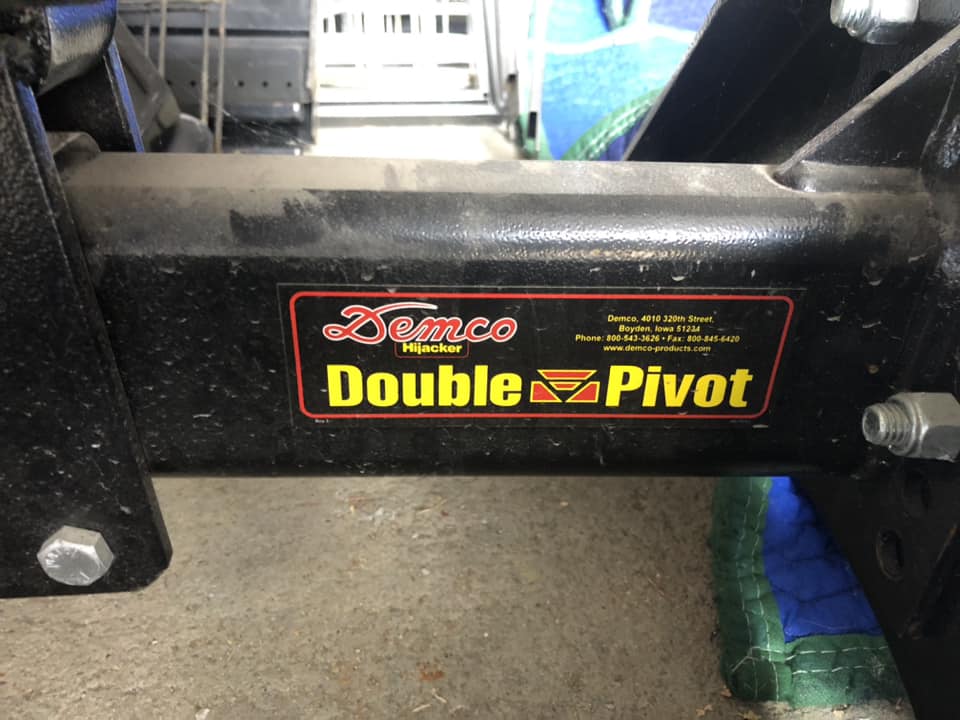 Demco
Hijacker
Demco, 4010 320th Street,
Boyden, Iowa 51234
Phone: 800-543-3626 • Fax: 800-845-6420
www.demco-products.com
Double Pivot